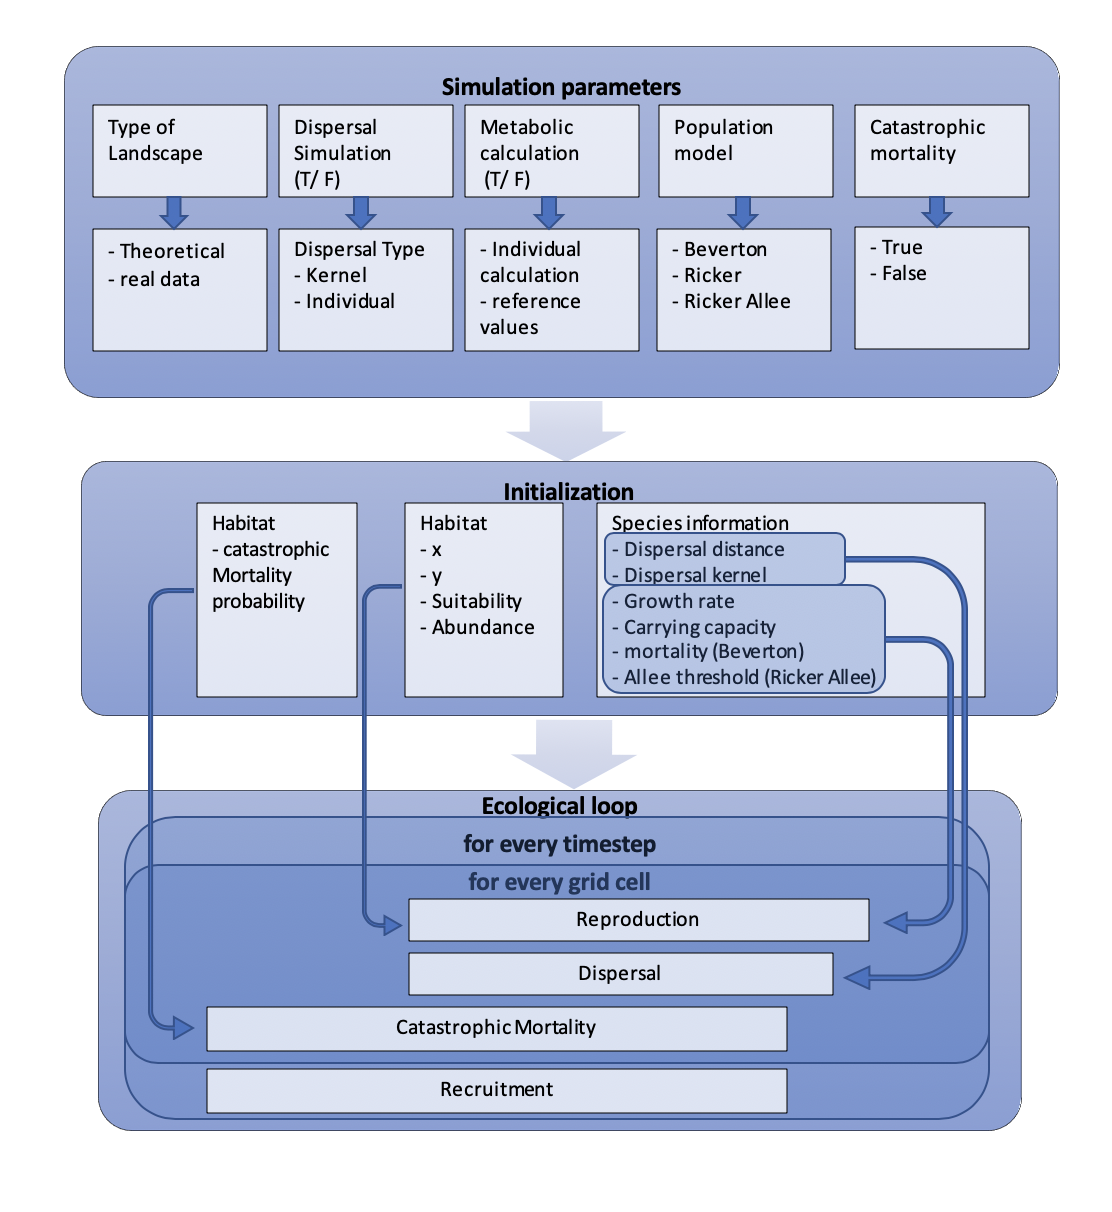 Simulation parameters
Type of
Landscape
Dispersal
Simulation
(T/ F)
Metabolic
calculation
(T/ F)
Population
model
Catastrophic
mortality
- Theoretical
- real data
Dispersal Type
- Kernel
- Individual
- Individual
calculation
- reference
values
- Beverton
- Ricker
- Ricker Allee
- True
- False
Initialization
Habitat
- catastrophic
Mortality
probability
Habitat
- x
- y
- Suitability
- Abundance
Species information
- Dispersal distance
- Dispersal kernel
- Growth rate
- Carrying capacity
- mortality (Beverton)
- Allee threshold (Ricker Allee)
Ecological loop
for every timestep
for every grid cell
Reproduction
Dispersal
Catastrophic Mortality
Recruitment